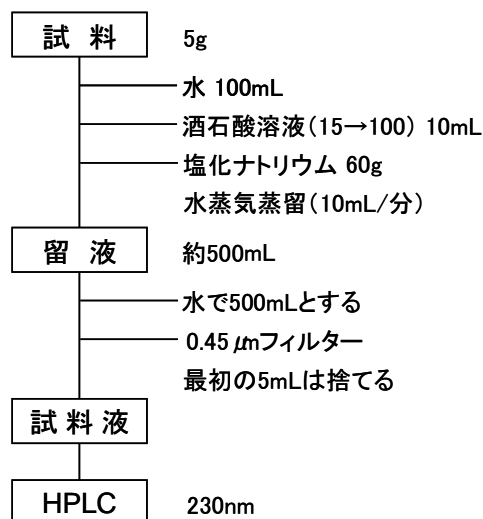 試料 5g
水 100mL
酒石酸溶液(15→100) 10mL
塩化ナトリウム 60g
水蒸気蒸留(10mL/分)
留液 約500mL
水で500mLとする
0.45μmフィルター
最初の5mLは捨てる
試料液
HPLC 230nm